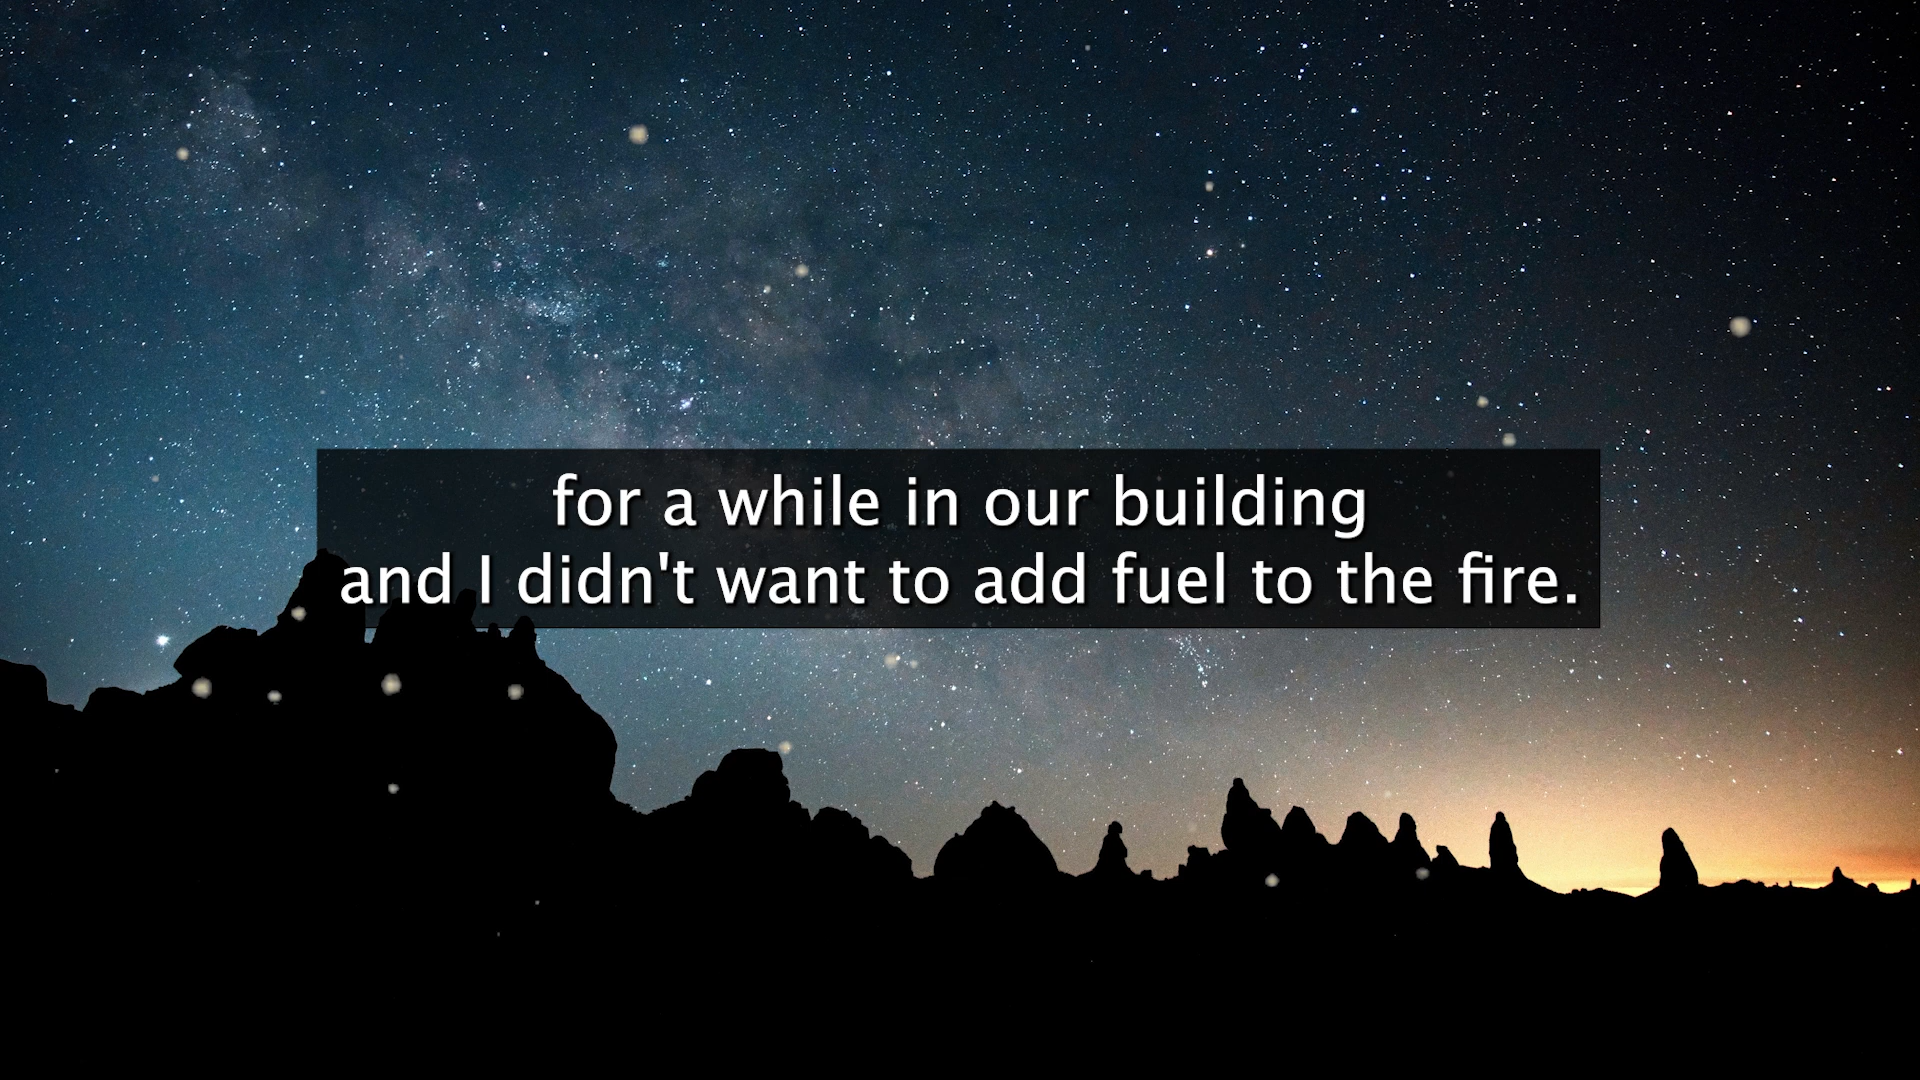 for a while in our building
and I didn't want to add fuel to the fire.